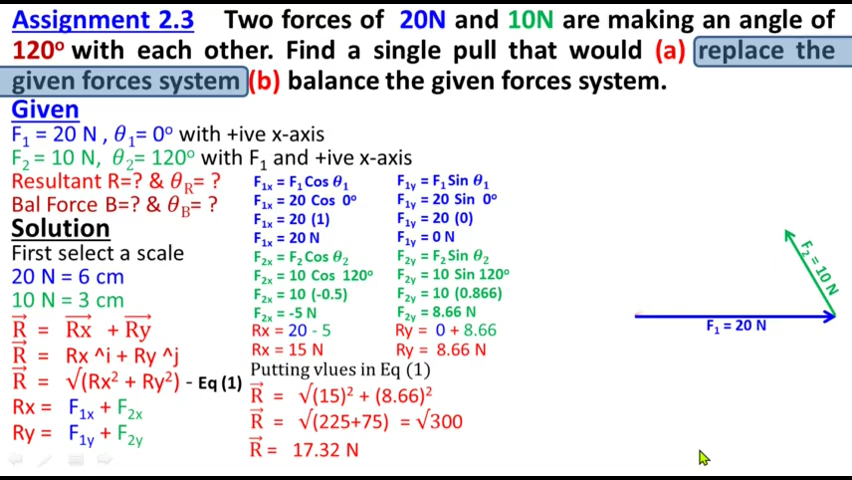 Assignment 2.3 Two forces of 20N and 10N are making an angle of
120° with each other. Find a single pull that would (a) replace the
given forces system (b) balance the given forces system.
Given
F₁ = 20 N , θ₁= 0° with +ive x-axis
F₂ = 10 N, θ₂= 120° with F₁ and +ive x-axis
Resultant R=? & θ_R= ?
Bal Force B=? & θ_B= ?
Solution
First select a scale
20 N = 6 cm
10 N = 3 cm
R⃗ = R⃗x + R⃗y
R⃗ = Rx ^i + Ry ^j
R⃗ = √(Rx² + Ry²) - Eq (1)
Rx = F₁ₓ + F₂ₓ
Ry = F₁y + F₂y
F₁ₓ = F₁ Cos θ₁
F₁ₓ = 20 Cos 0°
F₁ₓ = 20 (1)
F₁ₓ = 20 N
F₂ₓ = F₂ Cos θ₂
F₂ₓ = 10 Cos 120°
F₂ₓ = 10 (-0.5)
F₂ₓ = -5 N
Rx = 20 - 5
Rx = 15 N
F₁y = F₁ Sin θ₁
F₁y = 20 Sin 0°
F₁y = 20 (0)
F₁y = 0 N
F₂y = F₂ Sin θ₂
F₂y = 10 Sin 120°
F₂y = 10 (0.866)
F₂y = 8.66 N
Ry = 0 + 8.66
Ry = 8.66 N
Putting vlues in Eq (1)
R⃗ = √(15)² + (8.66)²
R⃗ = √(225+75) = √300
R⃗ = 17.32 N
F₂ = 10 N
F₁ = 20 N